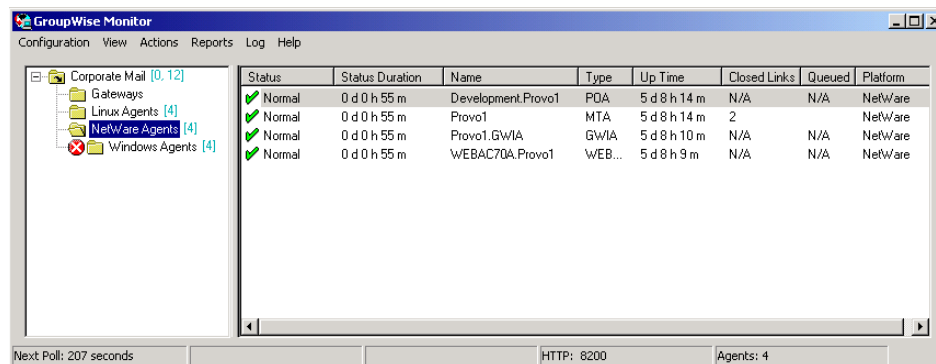 GroupWise Monitor
Configuration View Actions Reports Log Help
Corporate Mail [0, 12]
Gateways
Linux Agents [4]
NetWare Agents [4]
Windows Agents [4]
Status Status Duration Name Type Up Time Closed Links Queued Platform
Normal 0 d 0 h 55 m Development.Provo1 POA 5 d 8 h 14 m N/A N/A NetWare
Normal 0 d 0 h 55 m Provo1 MTA 5 d 8 h 14 m 2 NetWare
Normal 0 d 0 h 55 m Provo1.GWIA GWIA 5 d 8 h 10 m N/A N/A NetWare
Normal 0 d 0 h 55 m WEBAC70A.Provo1 WEB... 5 d 8 h 9 m N/A N/A NetWare
Next Poll: 207 seconds HTTP: 8200 Agents: 4